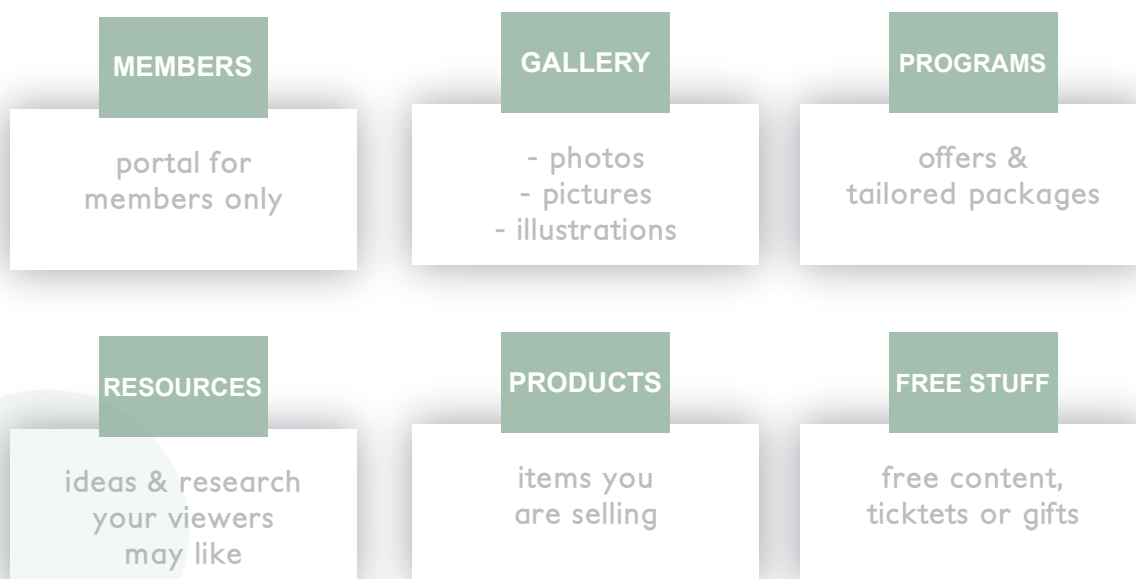 MEMBERS
portal for
members only
GALLERY
- photos
- pictures
- illustrations
PROGRAMS
offers &
tailored packages
RESOURCES
ideas & research
your viewers
may like
PRODUCTS
items you
are selling
FREE STUFF
free content,
ticktets or gifts